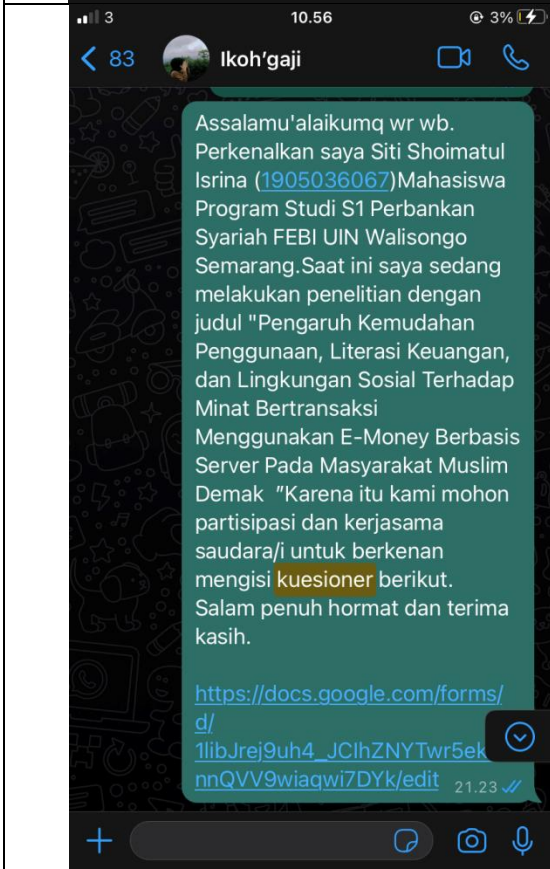 3 10.56 3%
83 Ikoh'gaji
Assalamu'alaikumq wr wb.
Perkenalkan saya Siti Shoimatul
Isrina (1905036067)Mahasiswa
Program Studi S1 Perbankan
Syariah FEBI UIN Walisongo
Semarang.Saat ini saya sedang
melakukan penelitian dengan
judul "Pengaruh Kemudahan
Penggunaan, Literasi Keuangan,
dan Lingkungan Sosial Terhadap
Minat Bertransaksi
Menggunakan E-Money Berbasis
Server Pada Masyarakat Muslim
Demak "Karena itu kami mohon
partisipasi dan kerjasama
saudara/i untuk berkenan
mengisi kuesioner berikut.
Salam penuh hormat dan terima
kasih.
https://docs.google.com/forms/
d/
1libJrej9uh4_JClhZNYTwr5ek
nnQVV9wiaqwi7DYk/edit 21.23